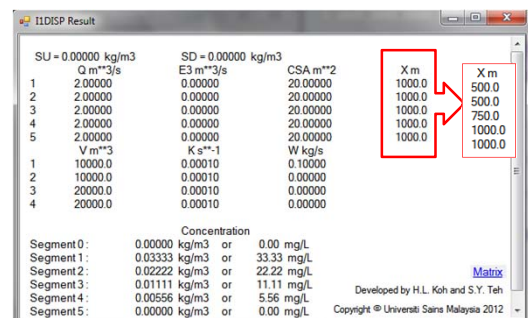 I1DISP Result
SU = 0.00000 kg/m3 SD = 0.00000 kg/m3
Q m**3/s E3 m**3/s CSA m**2 X m
1 2.00000 0.00000 20.00000 1000.0
2 2.00000 0.00000 20.00000 1000.0
3 2.00000 0.00000 20.00000 1000.0
4 2.00000 0.00000 20.00000 1000.0
5 2.00000 0.00000 20.00000 1000.0
X m
500.0
500.0
750.0
1000.0
1000.0
V m**3 K s**-1 W kg/s
1 10000.0 0.00010 0.10000
2 10000.0 0.00010 0.00000
3 20000.0 0.00010 0.00000
4 20000.0 0.00010 0.00000
Concentration
Segment 0 : 0.00000 kg/m3 or 0.00 mg/L
Segment 1 : 0.03333 kg/m3 or 33.33 mg/L
Segment 2 : 0.02222 kg/m3 or 22.22 mg/L
Segment 3 : 0.01111 kg/m3 or 11.11 mg/L
Segment 4 : 0.00556 kg/m3 or 5.56 mg/L
Segment 5 : 0.00000 kg/m3 or 0.00 mg/L
Matrix
Developed by H.L. Koh and S.Y. Teh
Copyright © Universiti Sains Malaysia 2012